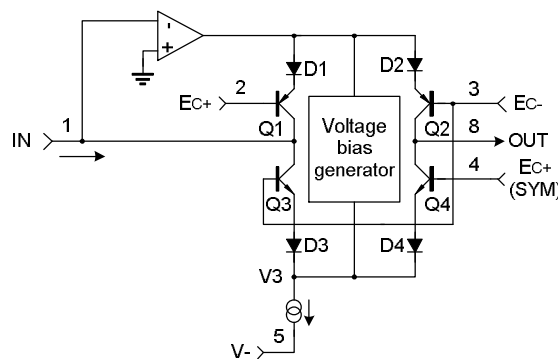 -
+
D1
D2
2
3
EC+
EC-
Q1
Q2
IN
1
Voltage
bias
generator
8
OUT
4
EC+
(SYM)
Q3
Q4
D3
D4
V3
5
V-